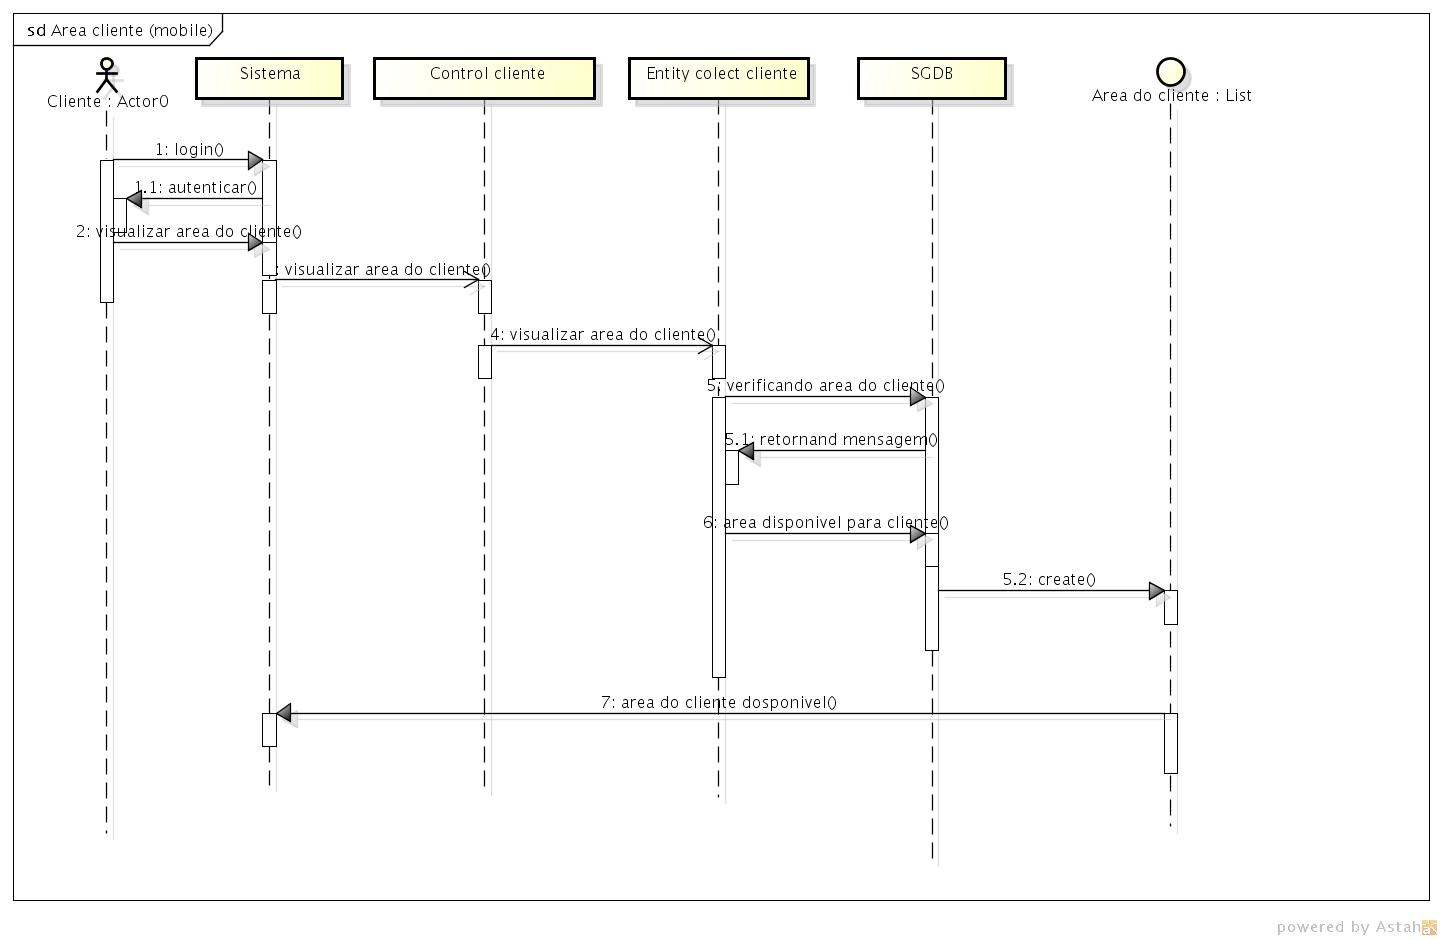 sd Area cliente (mobile)
Cliente : Actor0
Sistema
Control cliente
Entity colect cliente
SGDB
Area do cliente : List
1: login()
1.1: autenticar()
2: visualizar area do cliente()
: visualizar area do cliente()
4: visualizar area do cliente()
5: verificando area do cliente()
5.1: retornand mensagem()
6: area disponivel para cliente()
5.2: create()
7: area do cliente dosponivel()
powered by Astah